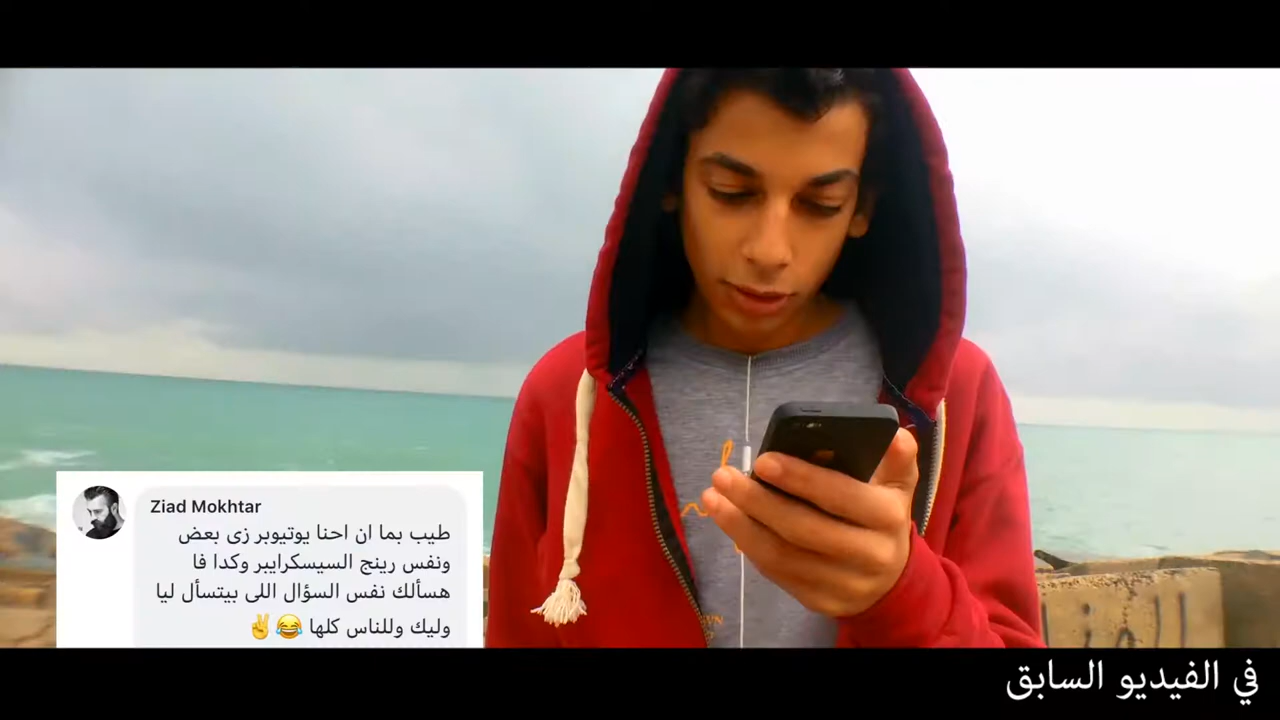 Ziad Mokhtar
طيب بما ان احنا يوتيوبر زى بعض
ونفس رينج السيسكرايبر وكدا فا
هسألك نفس السؤال اللى بيتسأل ليا
وليك وللناس كلها 😂✌
في الفيديو السابق